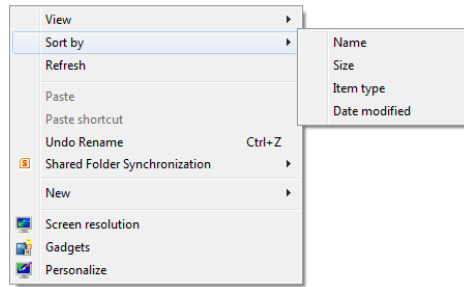 View
Sort by
Refresh
Paste
Paste shortcut
Undo Rename Ctrl+Z
S Shared Folder Synchronization
New
Screen resolution
Gadgets
Personalize
Name
Size
Item type
Date modified